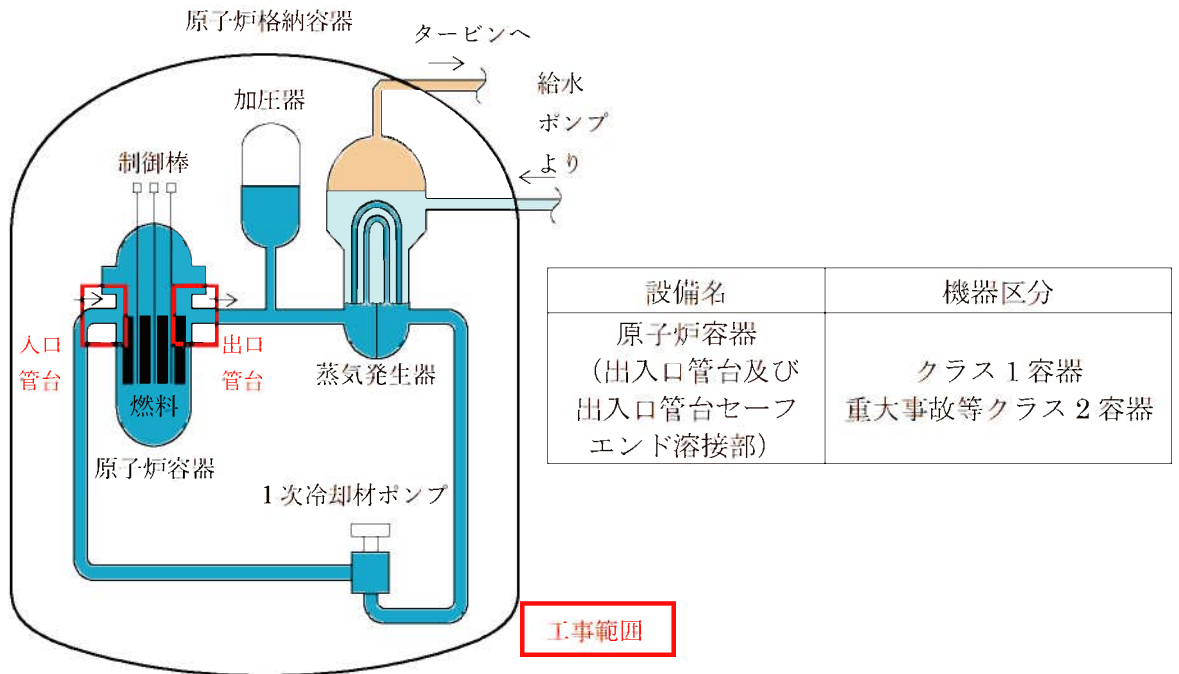 原子炉格納容器
タービンへ
給水
ポンプ
より
加圧器
制御棒
入口
管台
出口
管台
燃料
原子炉容器
蒸気発生器
1次冷却材ポンプ
工事範囲
設備名
機器区分
原子炉容器
(出入口管台及び
出入口管台セーフ
エンド溶接部)
クラス1容器
重大事故等クラス2容器